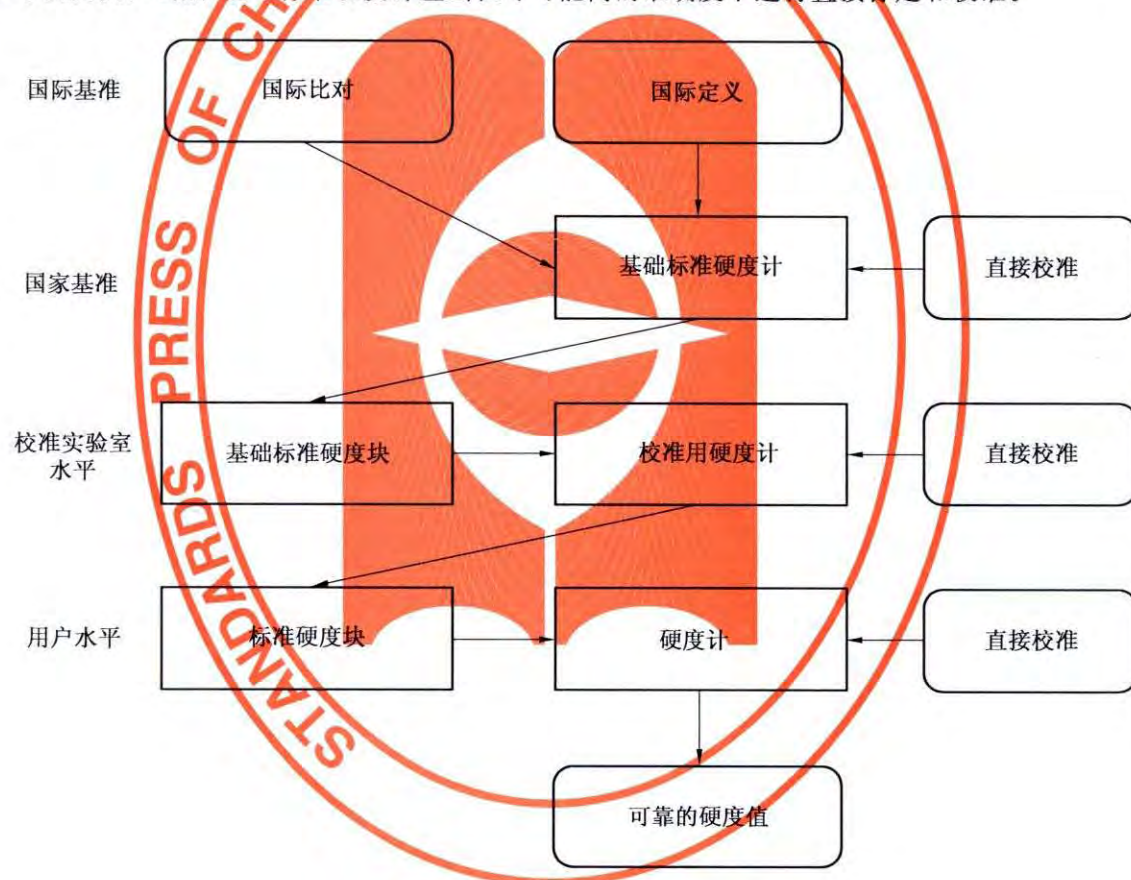 国际基准
国际比对
国际定义
国家基准
基础标准硬度计
直接校准
校准实验室
水平
基础标准硬度块
校准用硬度计
直接校准
用户水平
标准硬度块
硬度计
直接校准
可靠的硬度值
STANDARDS PRESS OF